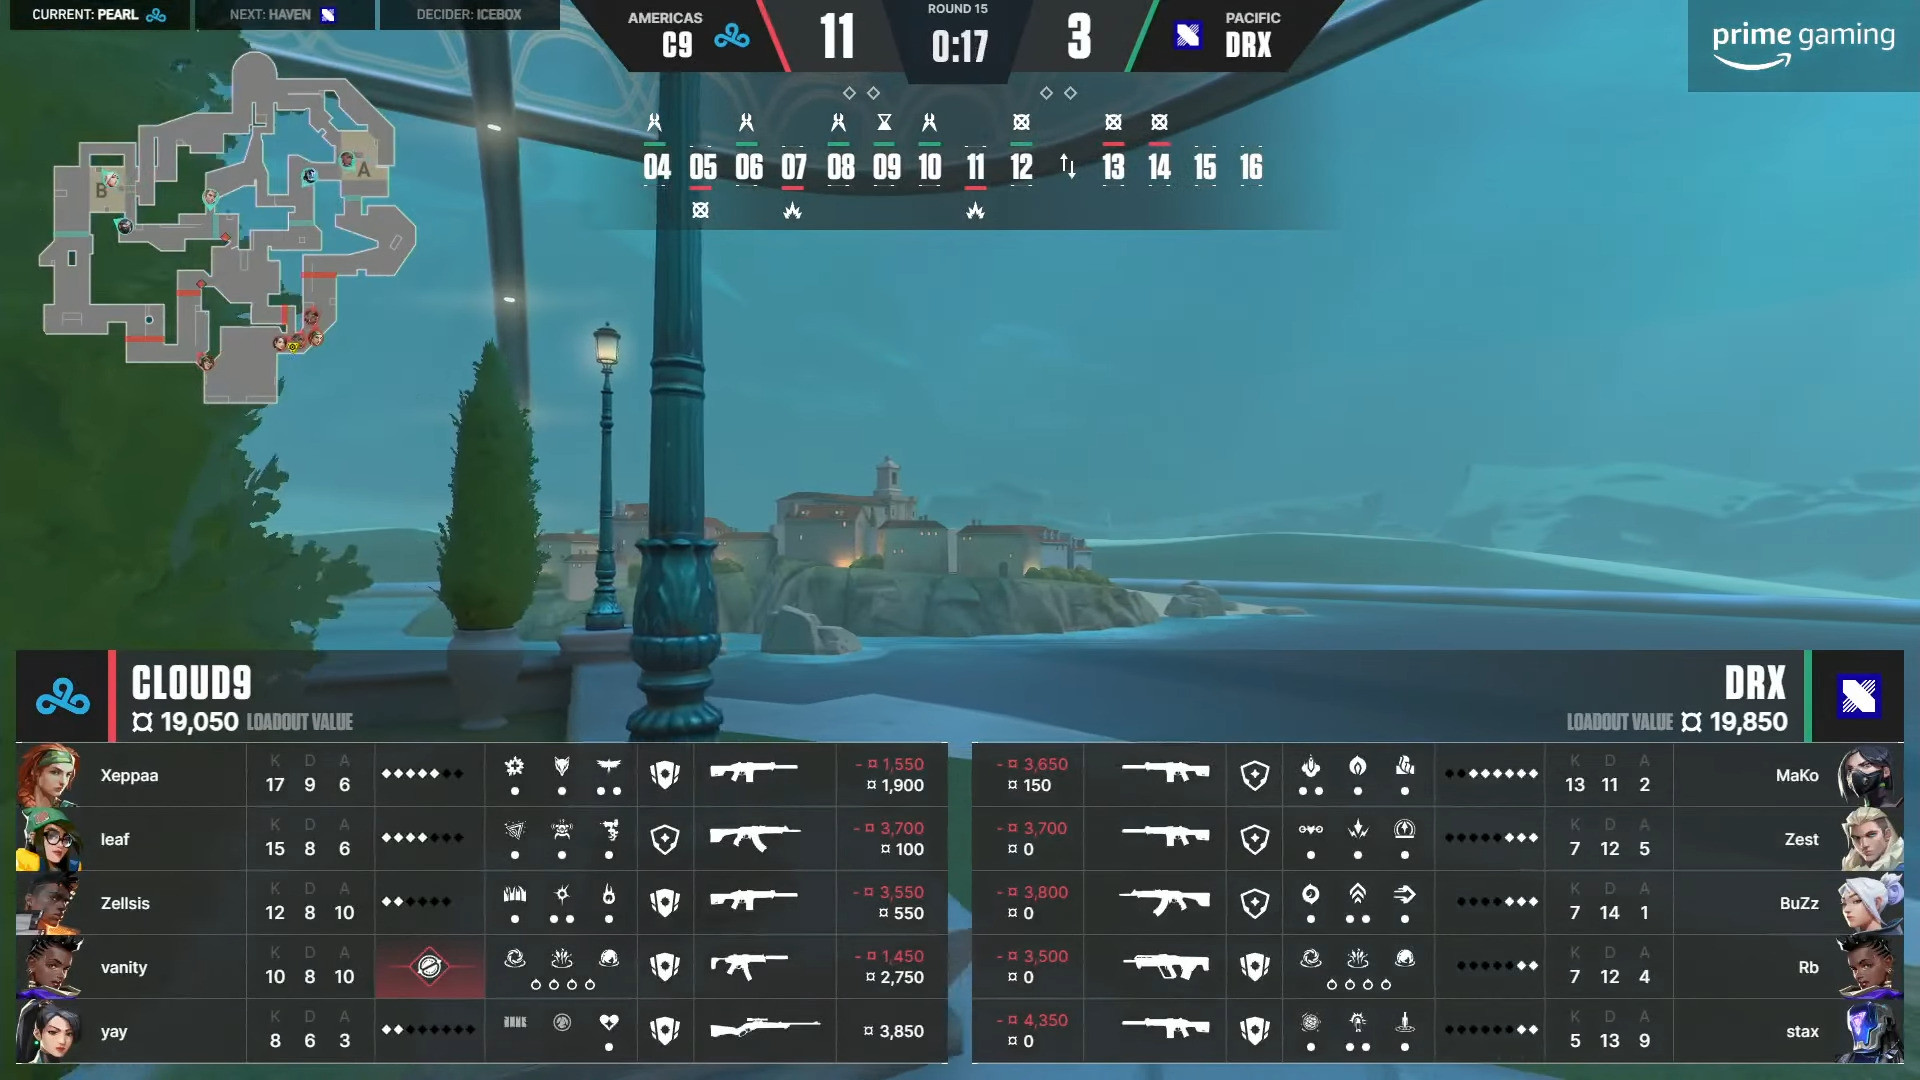 CURRENT: PEARL
NEXT: HAVEN
DECIDER: ICEBOX
AMERICAS
C9
11
ROUND 15
0:17
3
PACIFIC
DRX
prime gaming
04 05 06 07 08 09 10 11 12 13 14 15 16
A
B
CLOUD9
19,050 LOADOUT VALUE
DRX
LOADOUT VALUE 19,850
Xeppaa
K D A
17 9 6
- 1,550
1,900
leaf
K D A
15 8 6
- 3,700
100
Zellsis
K D A
12 8 10
- 3,550
550
vanity
K D A
10 8 10
- 1,450
2,750
yay
K D A
8 6 3
3,850
- 3,650
150
K D A
13 11 2
MaKo
- 3,700
0
K D A
7 12 5
Zest
- 3,800
0
K D A
7 14 1
BuZz
- 3,500
0
K D A
7 12 4
Rb
- 4,350
0
K D A
5 13 9
stax